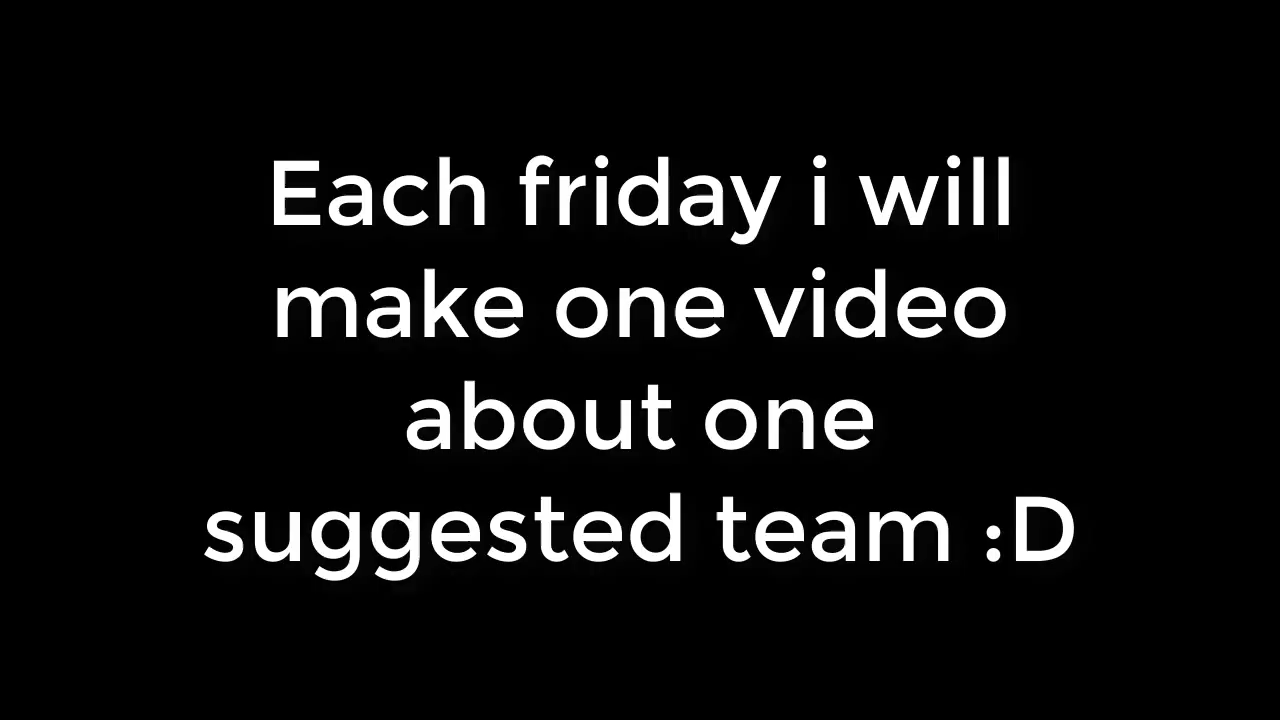 Each friday i will
make one video
about one
suggested team :D